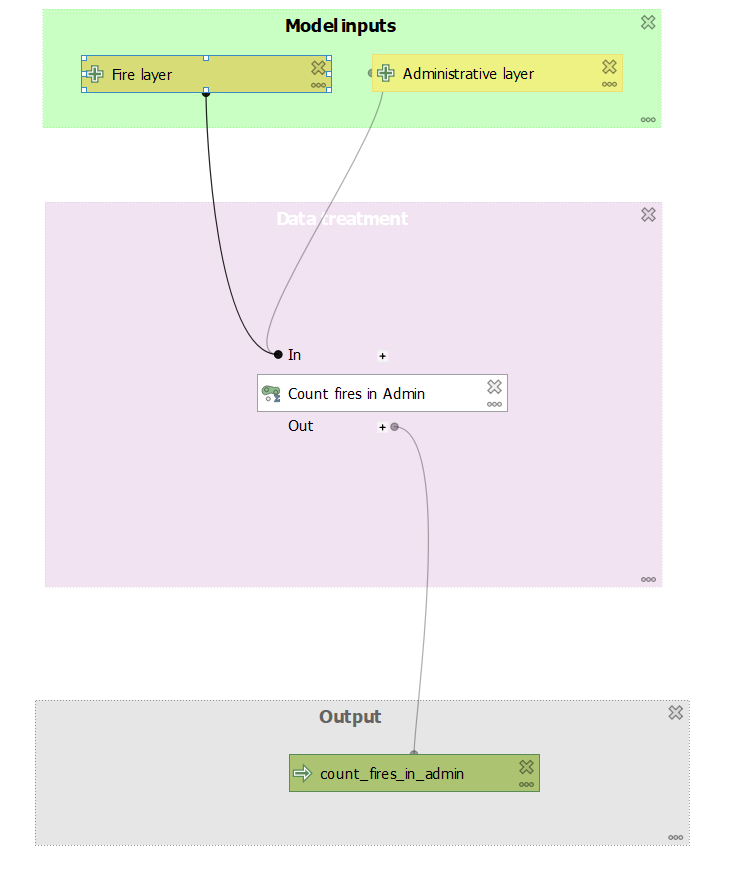 Model inputs
Fire layer
Administrative layer
Data treatment
In
Count fires in Admin
Out
Output
count_fires_in_admin